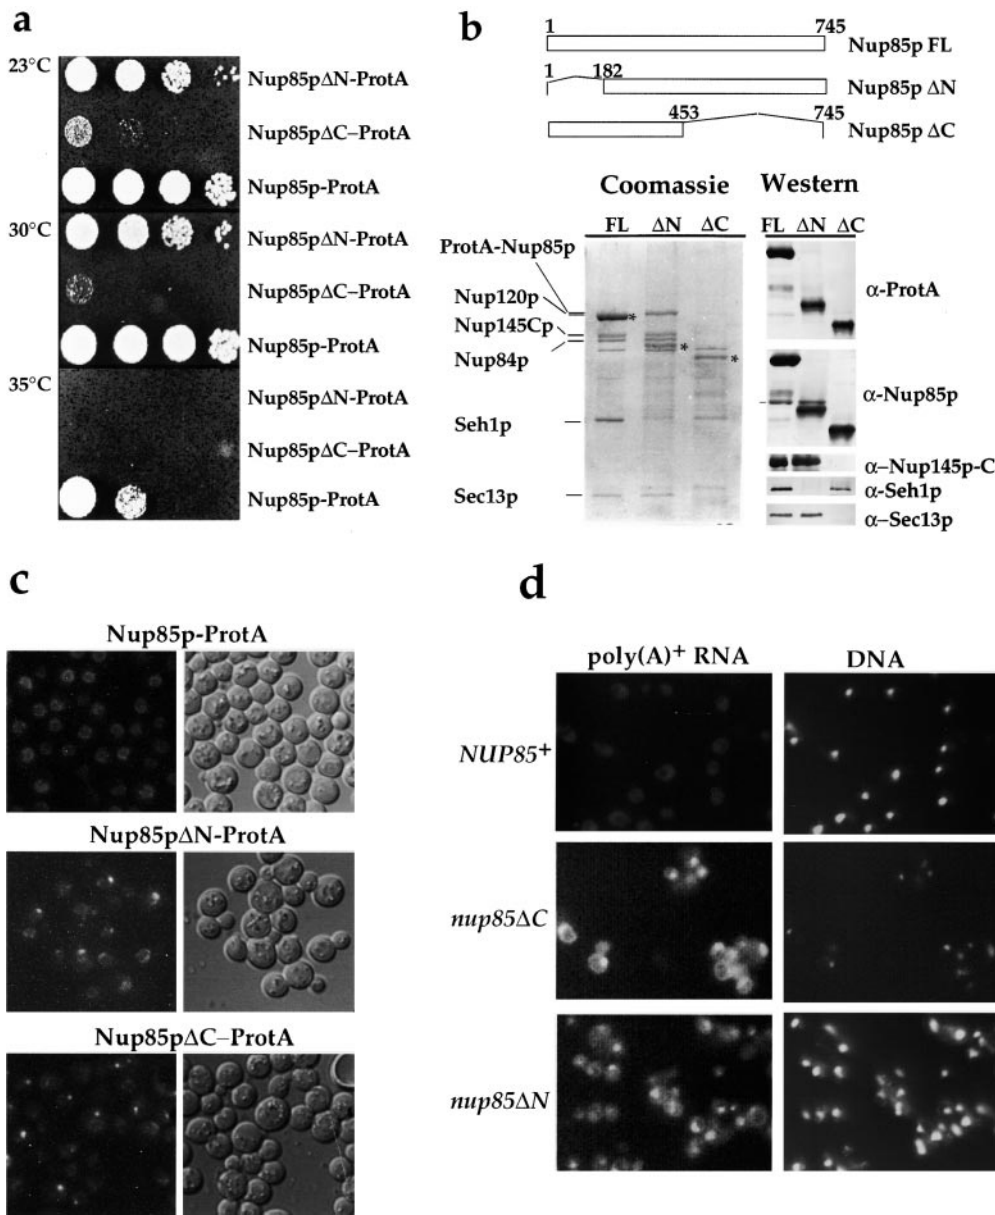 a
23°C
Nup85pΔN-ProtA
Nup85pΔC–ProtA
Nup85p-ProtA
30°C
Nup85pΔN-ProtA
Nup85pΔC–ProtA
Nup85p-ProtA
35°C
Nup85pΔN-ProtA
Nup85pΔC–ProtA
Nup85p-ProtA
b
1 745
Nup85p FL
1 182
Nup85p ΔN
453 745
Nup85p ΔC
Coomassie
FL ΔN ΔC
ProtA-Nup85p
Nup120p
Nup145Cp
Nup84p
Seh1p
Sec13p
* * *
Western
FL ΔN ΔC
α-ProtA
α-Nup85p
α–Nup145p-C
α-Seh1p
α–Sec13p
c
Nup85p-ProtA
Nup85pΔN-ProtA
Nup85pΔC–ProtA
d
poly(A)+ RNA DNA
NUP85+
nup85ΔC
nup85ΔN